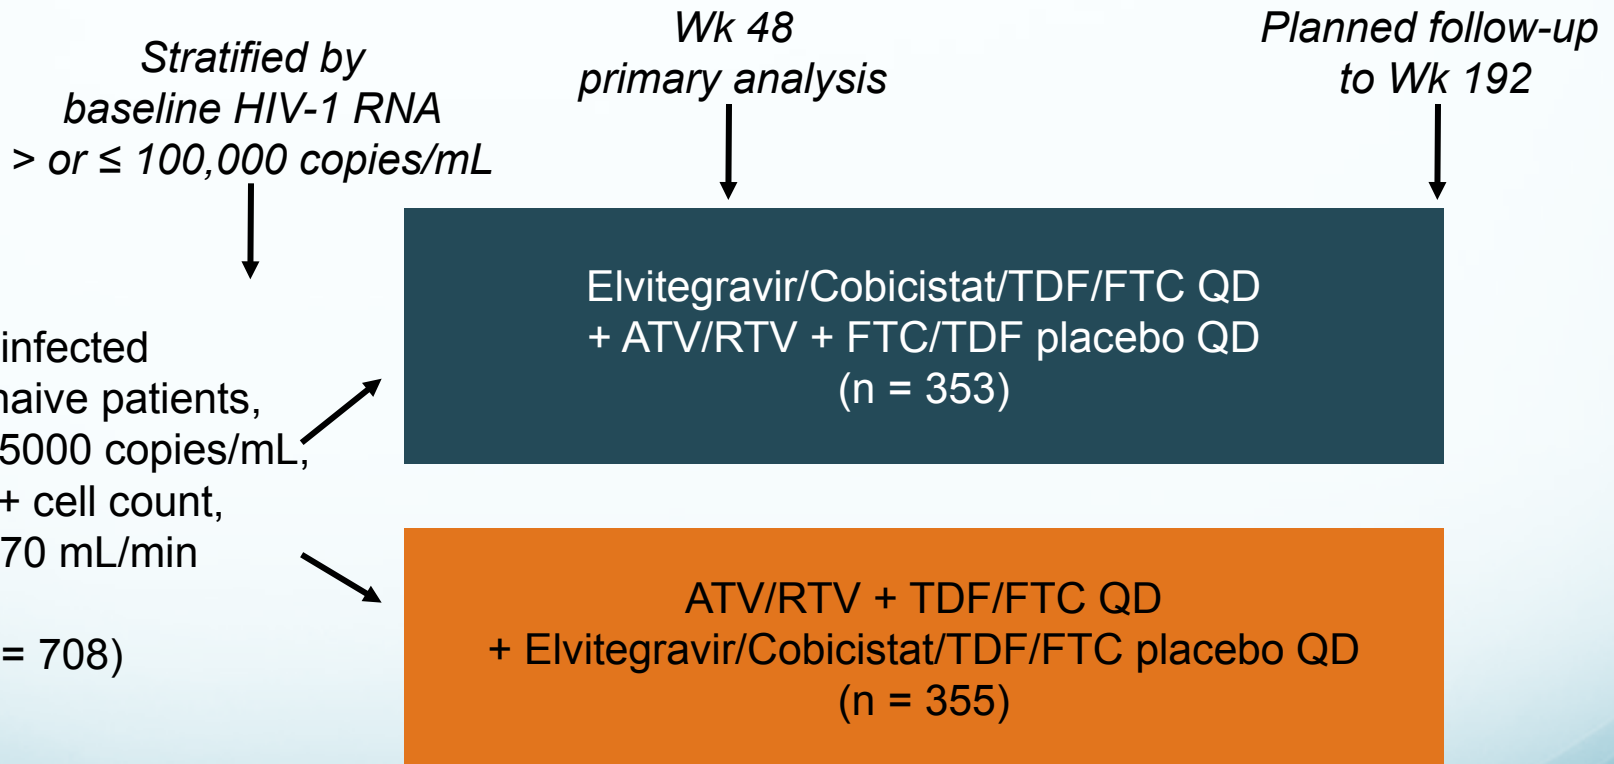 Stratified by
baseline HIV-1 RNA
> or ≤ 100,000 copies/mL
Wk 48
primary analysis
Planned follow-up
to Wk 192
infected
naive patients,
5000 copies/mL,
+ cell count,
70 mL/min
= 708)
Elvitegravir/Cobicistat/TDF/FTC QD
+ ATV/RTV + FTC/TDF placebo QD
(n = 353)
ATV/RTV + TDF/FTC QD
+ Elvitegravir/Cobicistat/TDF/FTC placebo QD
(n = 355)